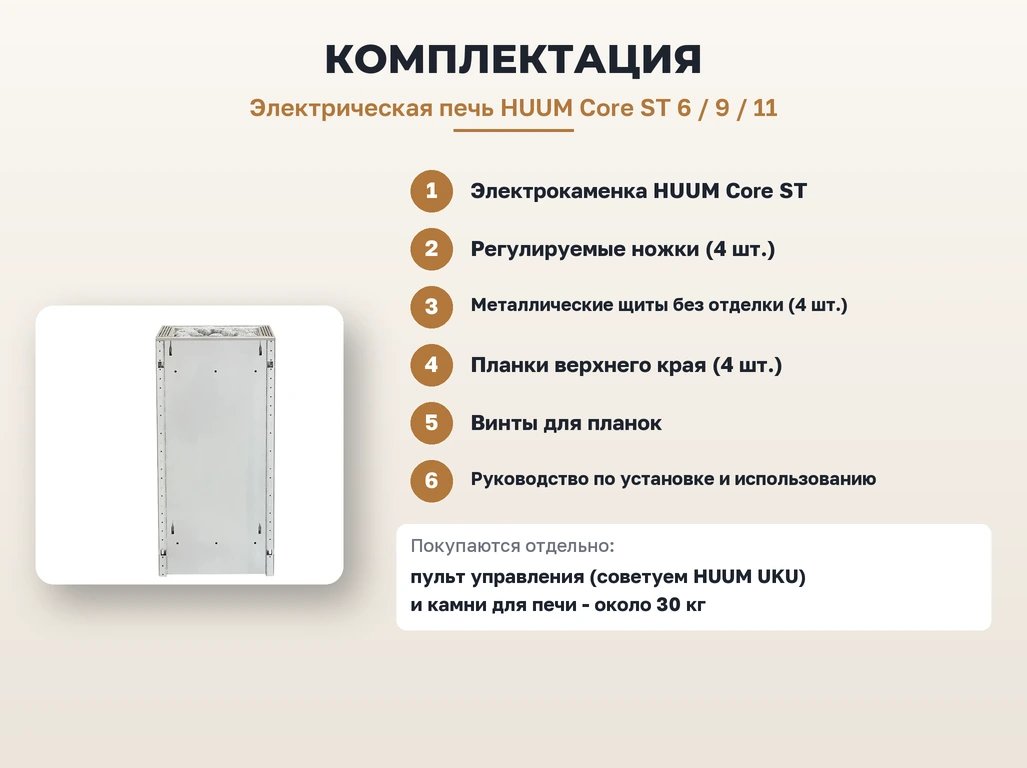 КОМПЛЕКТАЦИЯ
Электрическая печь HUUM Core ST 6 / 9 / 11
1 Электрокаменка HUUM Core ST
2 Регулируемые ножки (4 шт.)
3 Металлические щиты без отделки (4 шт.)
4 Планки верхнего края (4 шт.)
5 Винты для планок
6 Руководство по установке и использованию
Покупаются отдельно:
пульт управления (советуем HUUM UKU)
и камни для печи - около 30 кг